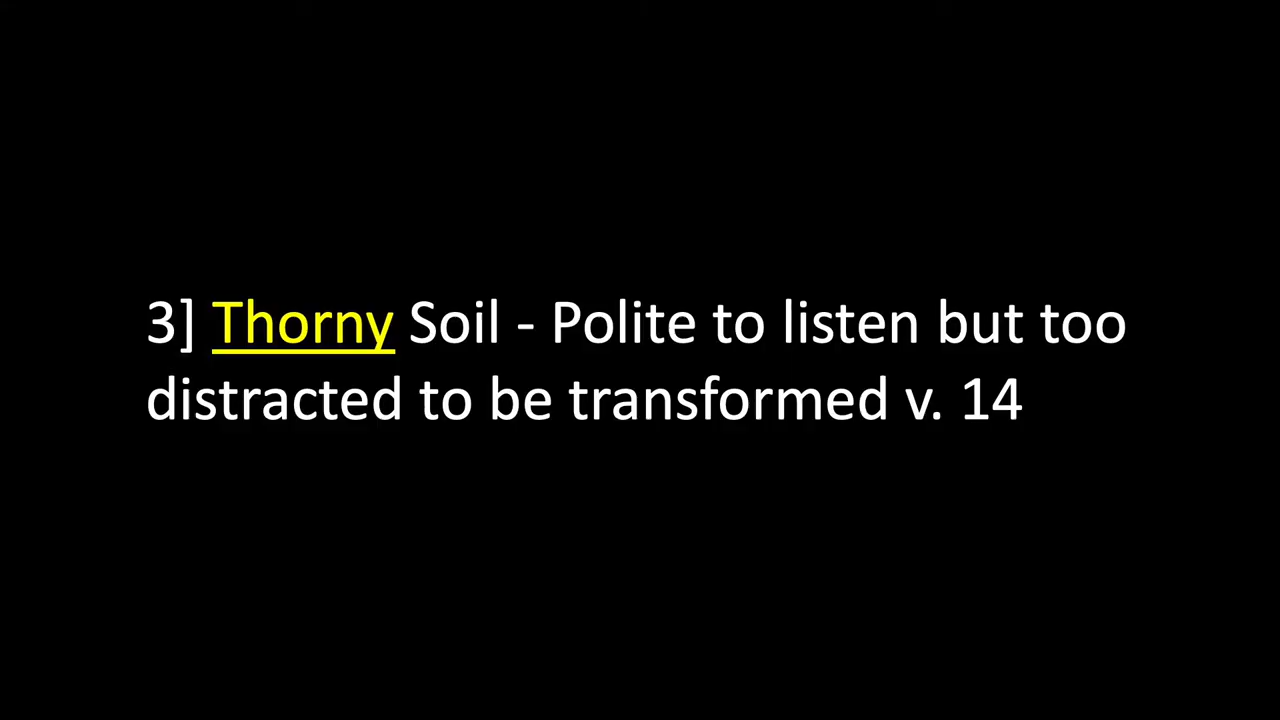 3] Thorny Soil - Polite to listen but too
distracted to be transformed v. 14